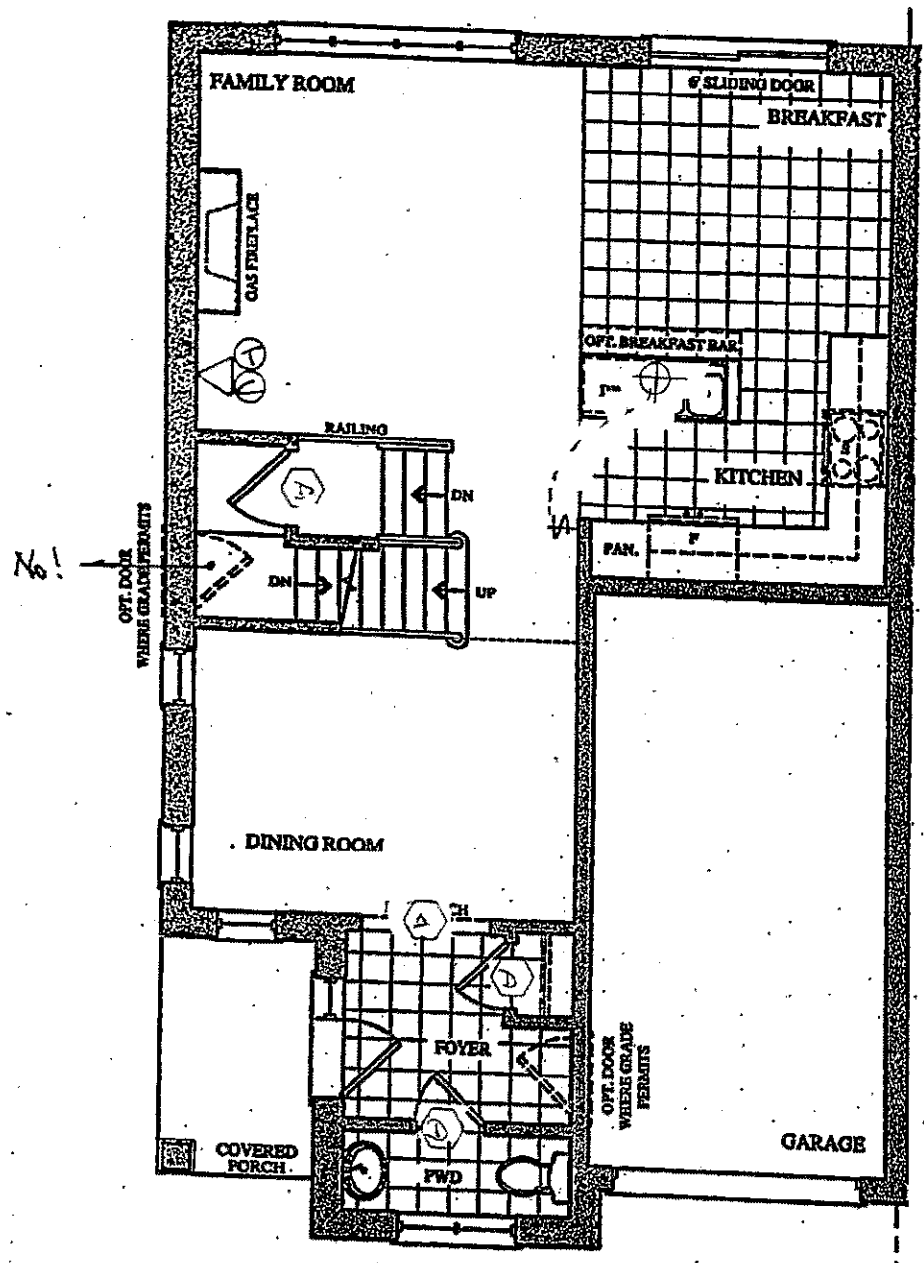 FAMILY ROOM
6' SLIDING DOOR
BREAKFAST
GAS FIREPLACE
OPT. BREAKFAST BAR
RAILING
DN
KITCHEN
F
PAN.
No!
OPT. DOOR
WHERE GRADE PERMITS
DN
UP
DINING ROOM
FOYER
OPT. DOOR
WHERE GRADE
PERMITS
COVERED
PORCH
PWD
GARAGE